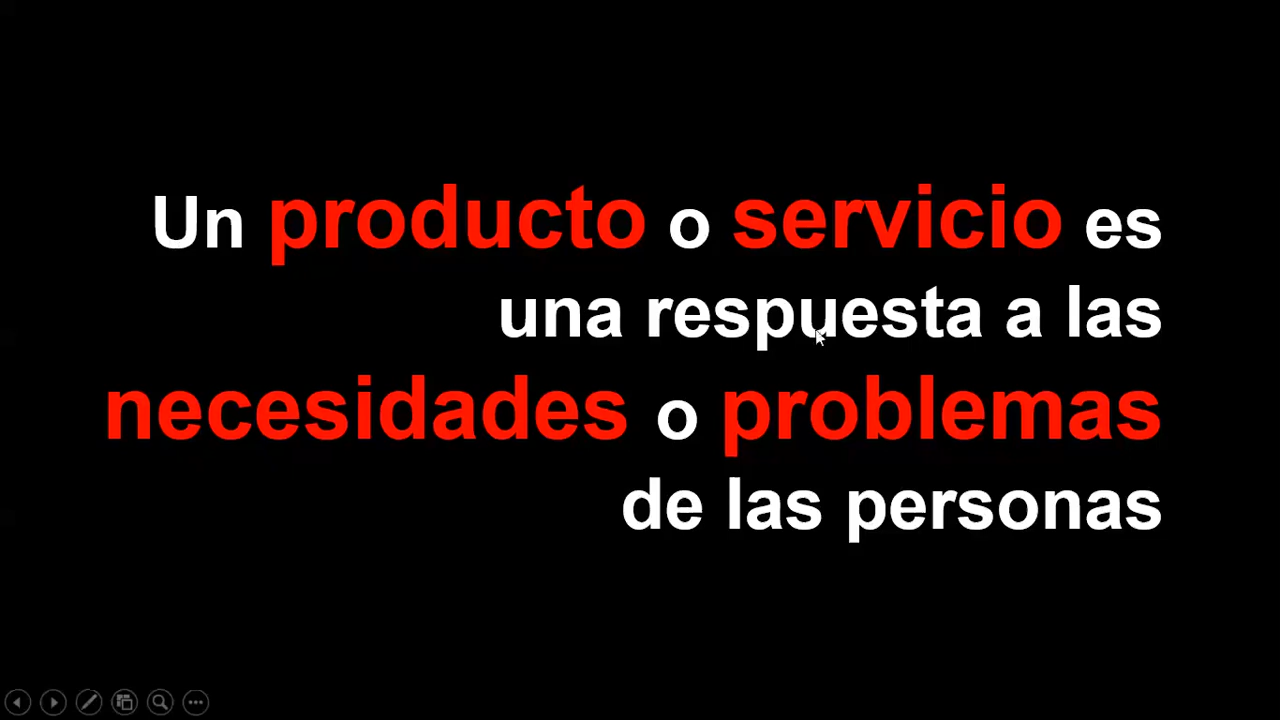 Un producto o servicio es
una respuesta a las
necesidades o problemas
de las personas